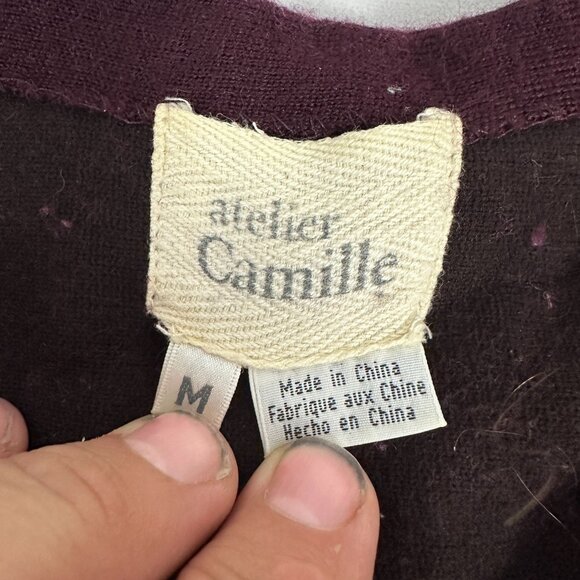 atelier
Camille
M
Made in China
Fabrique aux Chine
Hecho en China